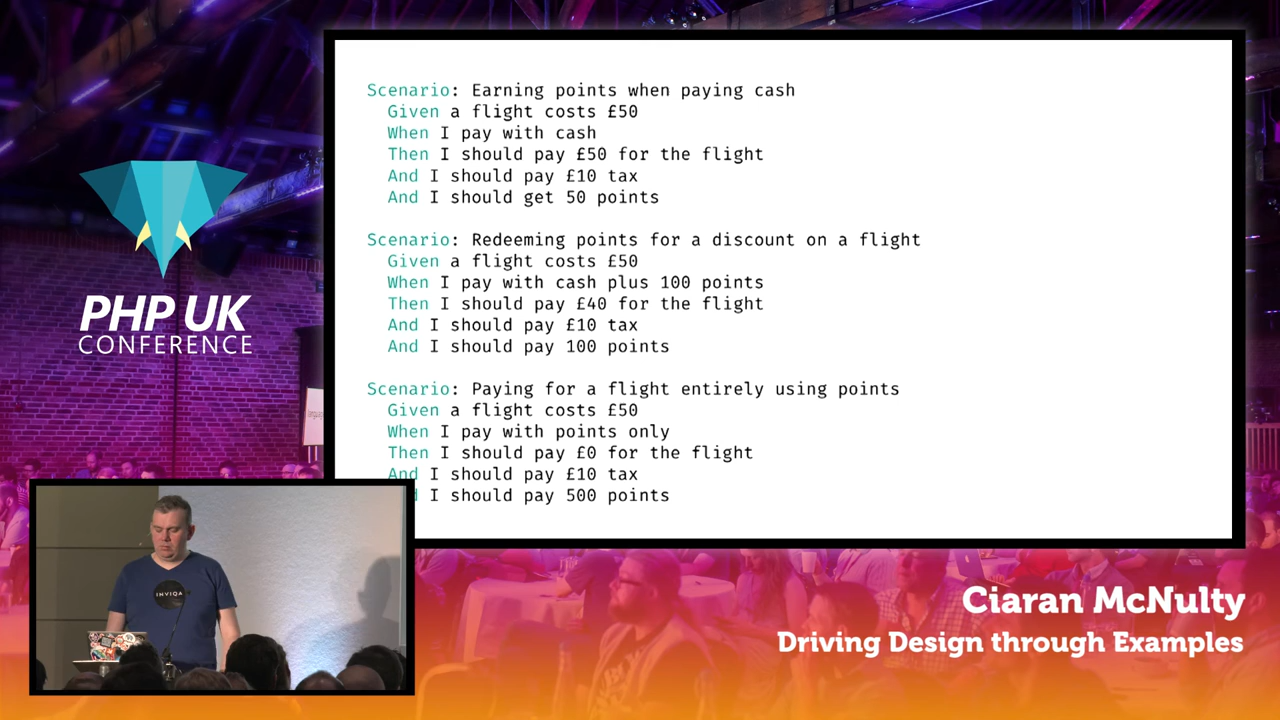 Scenario: Earning points when paying cash
Given a flight costs £50
When I pay with cash
Then I should pay £50 for the flight
And I should pay £10 tax
And I should get 50 points
Scenario: Redeeming points for a discount on a flight
Given a flight costs £50
When I pay with cash plus 100 points
Then I should pay £40 for the flight
And I should pay £10 tax
And I should pay 100 points
Scenario: Paying for a flight entirely using points
Given a flight costs £50
When I pay with points only
Then I should pay £0 for the flight
And I should pay £10 tax
I should pay 500 points
PHP UK
CONFERENCE
INVIQA
Ciaran McNulty
Driving Design through Examples